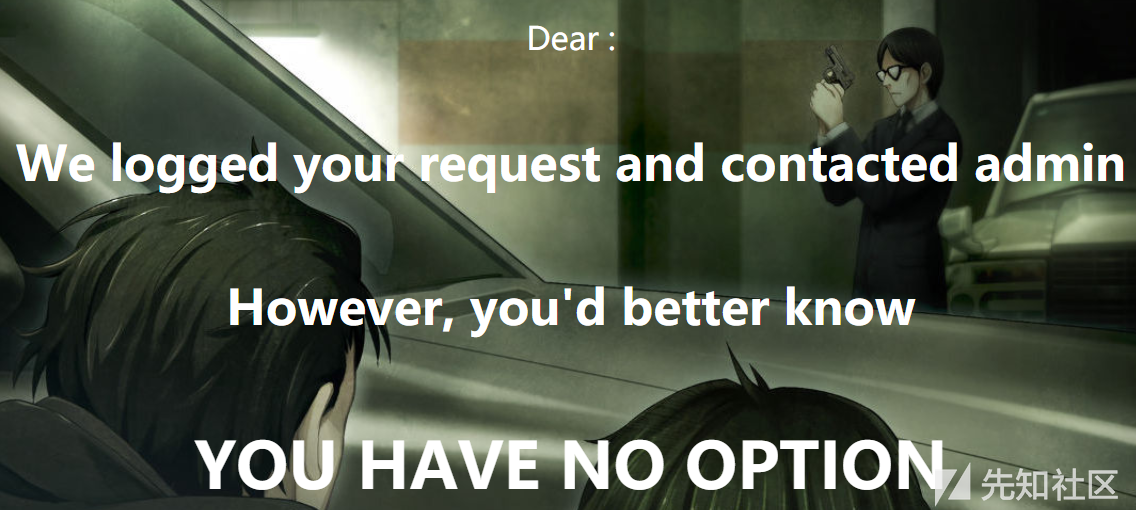 Dear :
We logged your request and contacted admin
However, you'd better know
YOU HAVE NO OPTION
先知社区